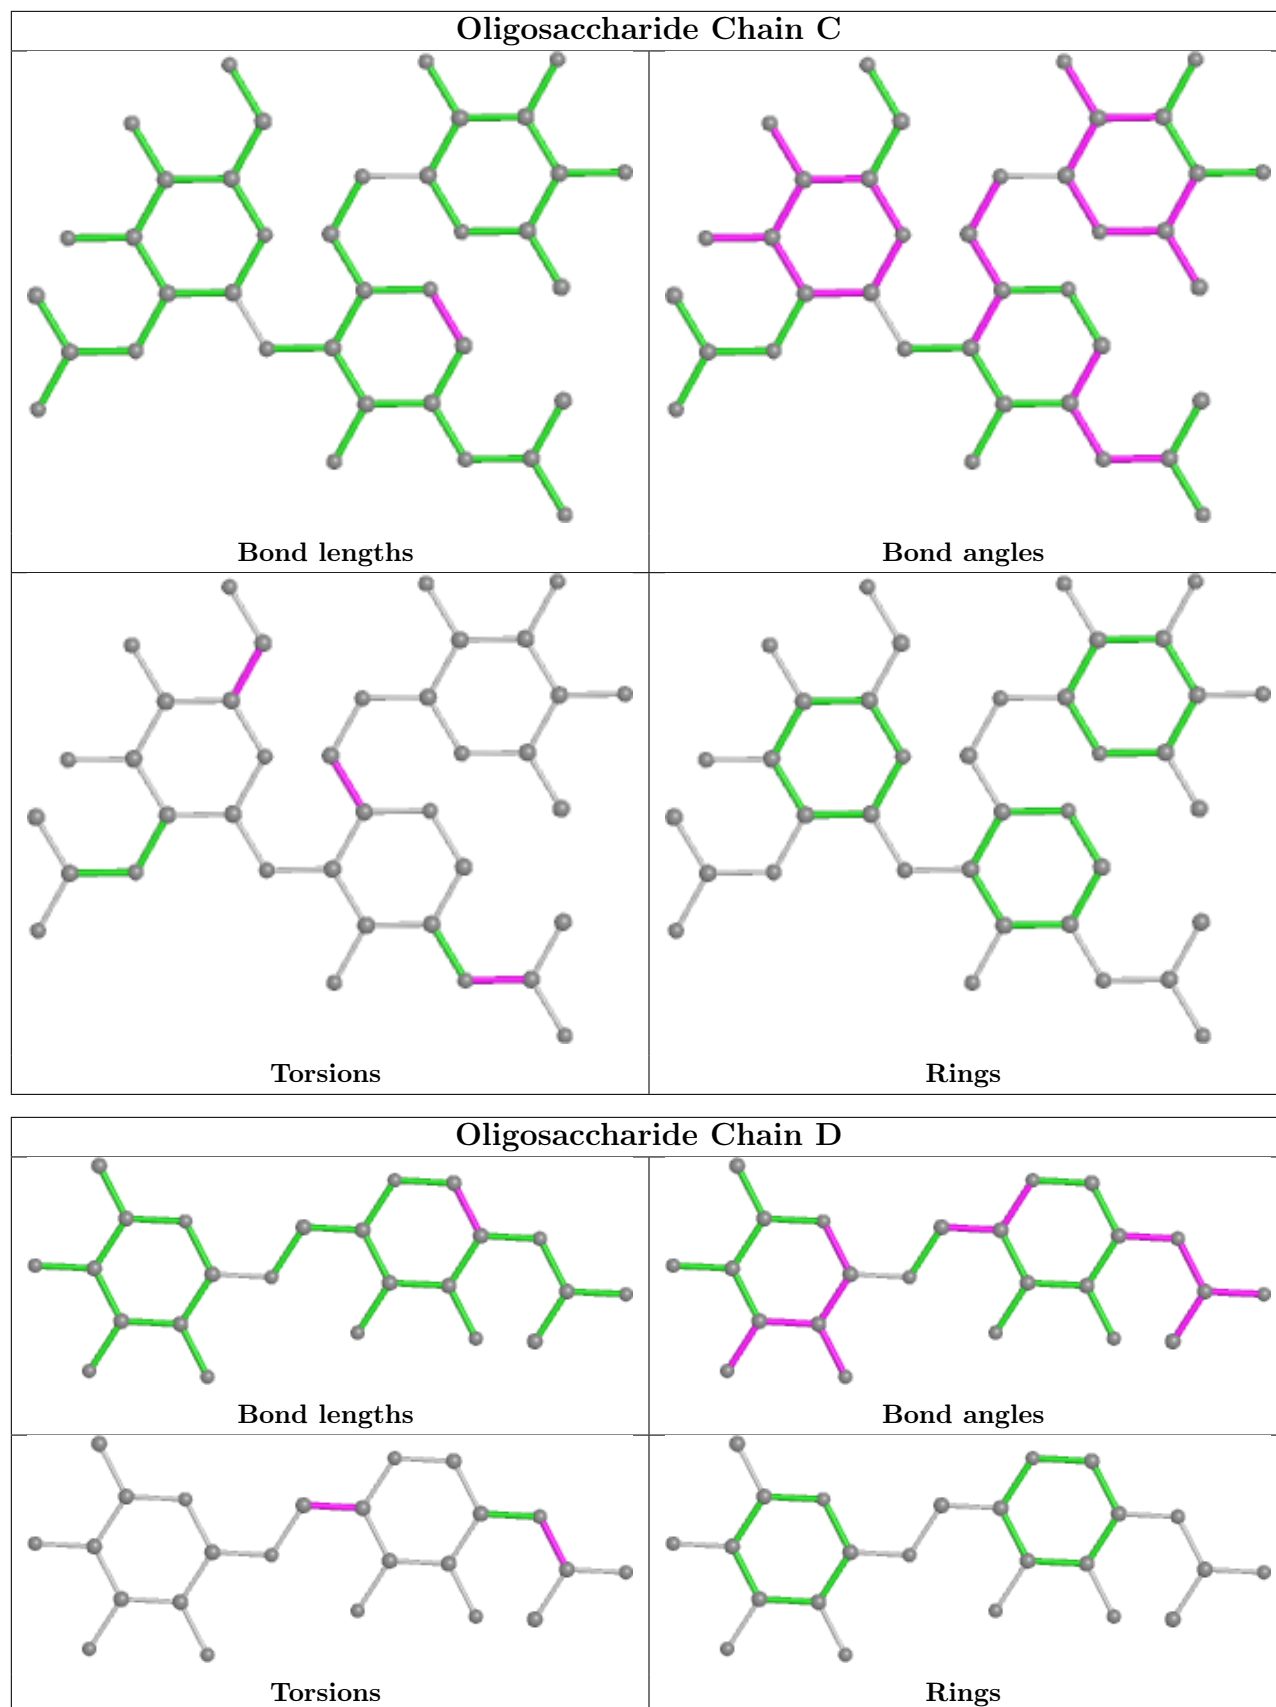 Oligosaccharide Chain C
Bond lengths
Bond angles
Torsions
Rings
Oligosaccharide Chain D
Bond lengths
Bond angles
Torsions
Rings